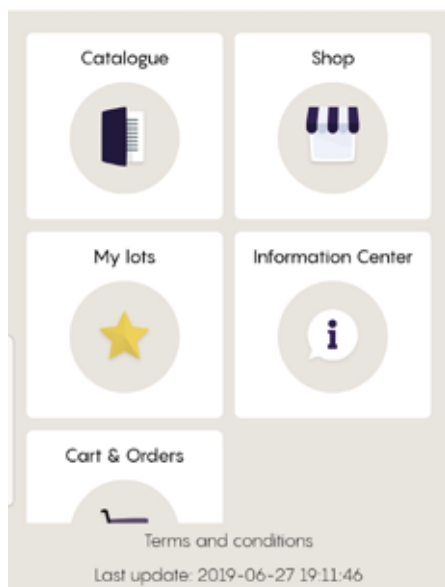 Catalogue
Shop
My lots
Information Center
Cart & Orders
Terms and conditions
Last update: 2019-06-27 19:11:46